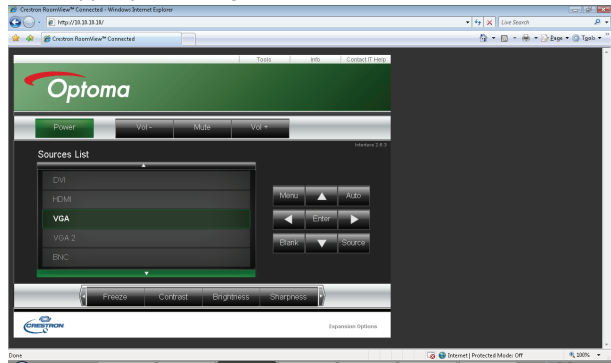 Crestron RoomView™ Connected - Windows Internet Explorer
http://10.10.10.10/
Live Search
Crestron RoomView™ Connected
Page
Tools
Tools Info Contact IT Help
Optoma
Power Vol - Mute Vol +
Interface 2.6.3
Sources List
DVI
HDMI
VGA
VGA 2
BNC
Menu Auto
Enter
Blank Source
Freeze Contrast Brightness Sharpness
CRESTRON
Expansion Options
Done
Internet | Protected Mode: Off
100%